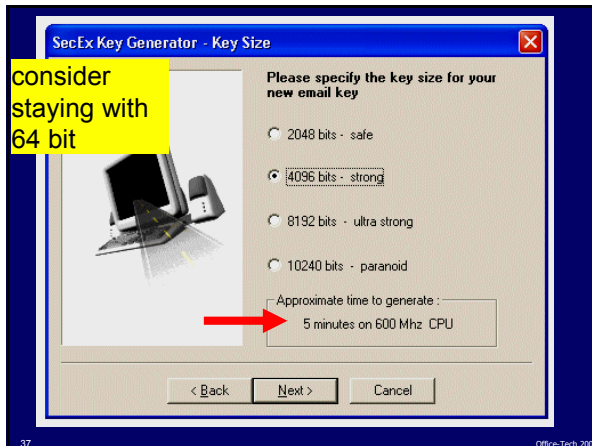 SecEx Key Generator - Key Size
consider
staying with
64 bit
Please specify the key size for your
new email key
2048 bits - safe
4096 bits - strong
8192 bits - ultra strong
10240 bits - paranoid
Approximate time to generate :
5 minutes on 600 Mhz CPU
< Back
Next >
Cancel
37
Office-Tech